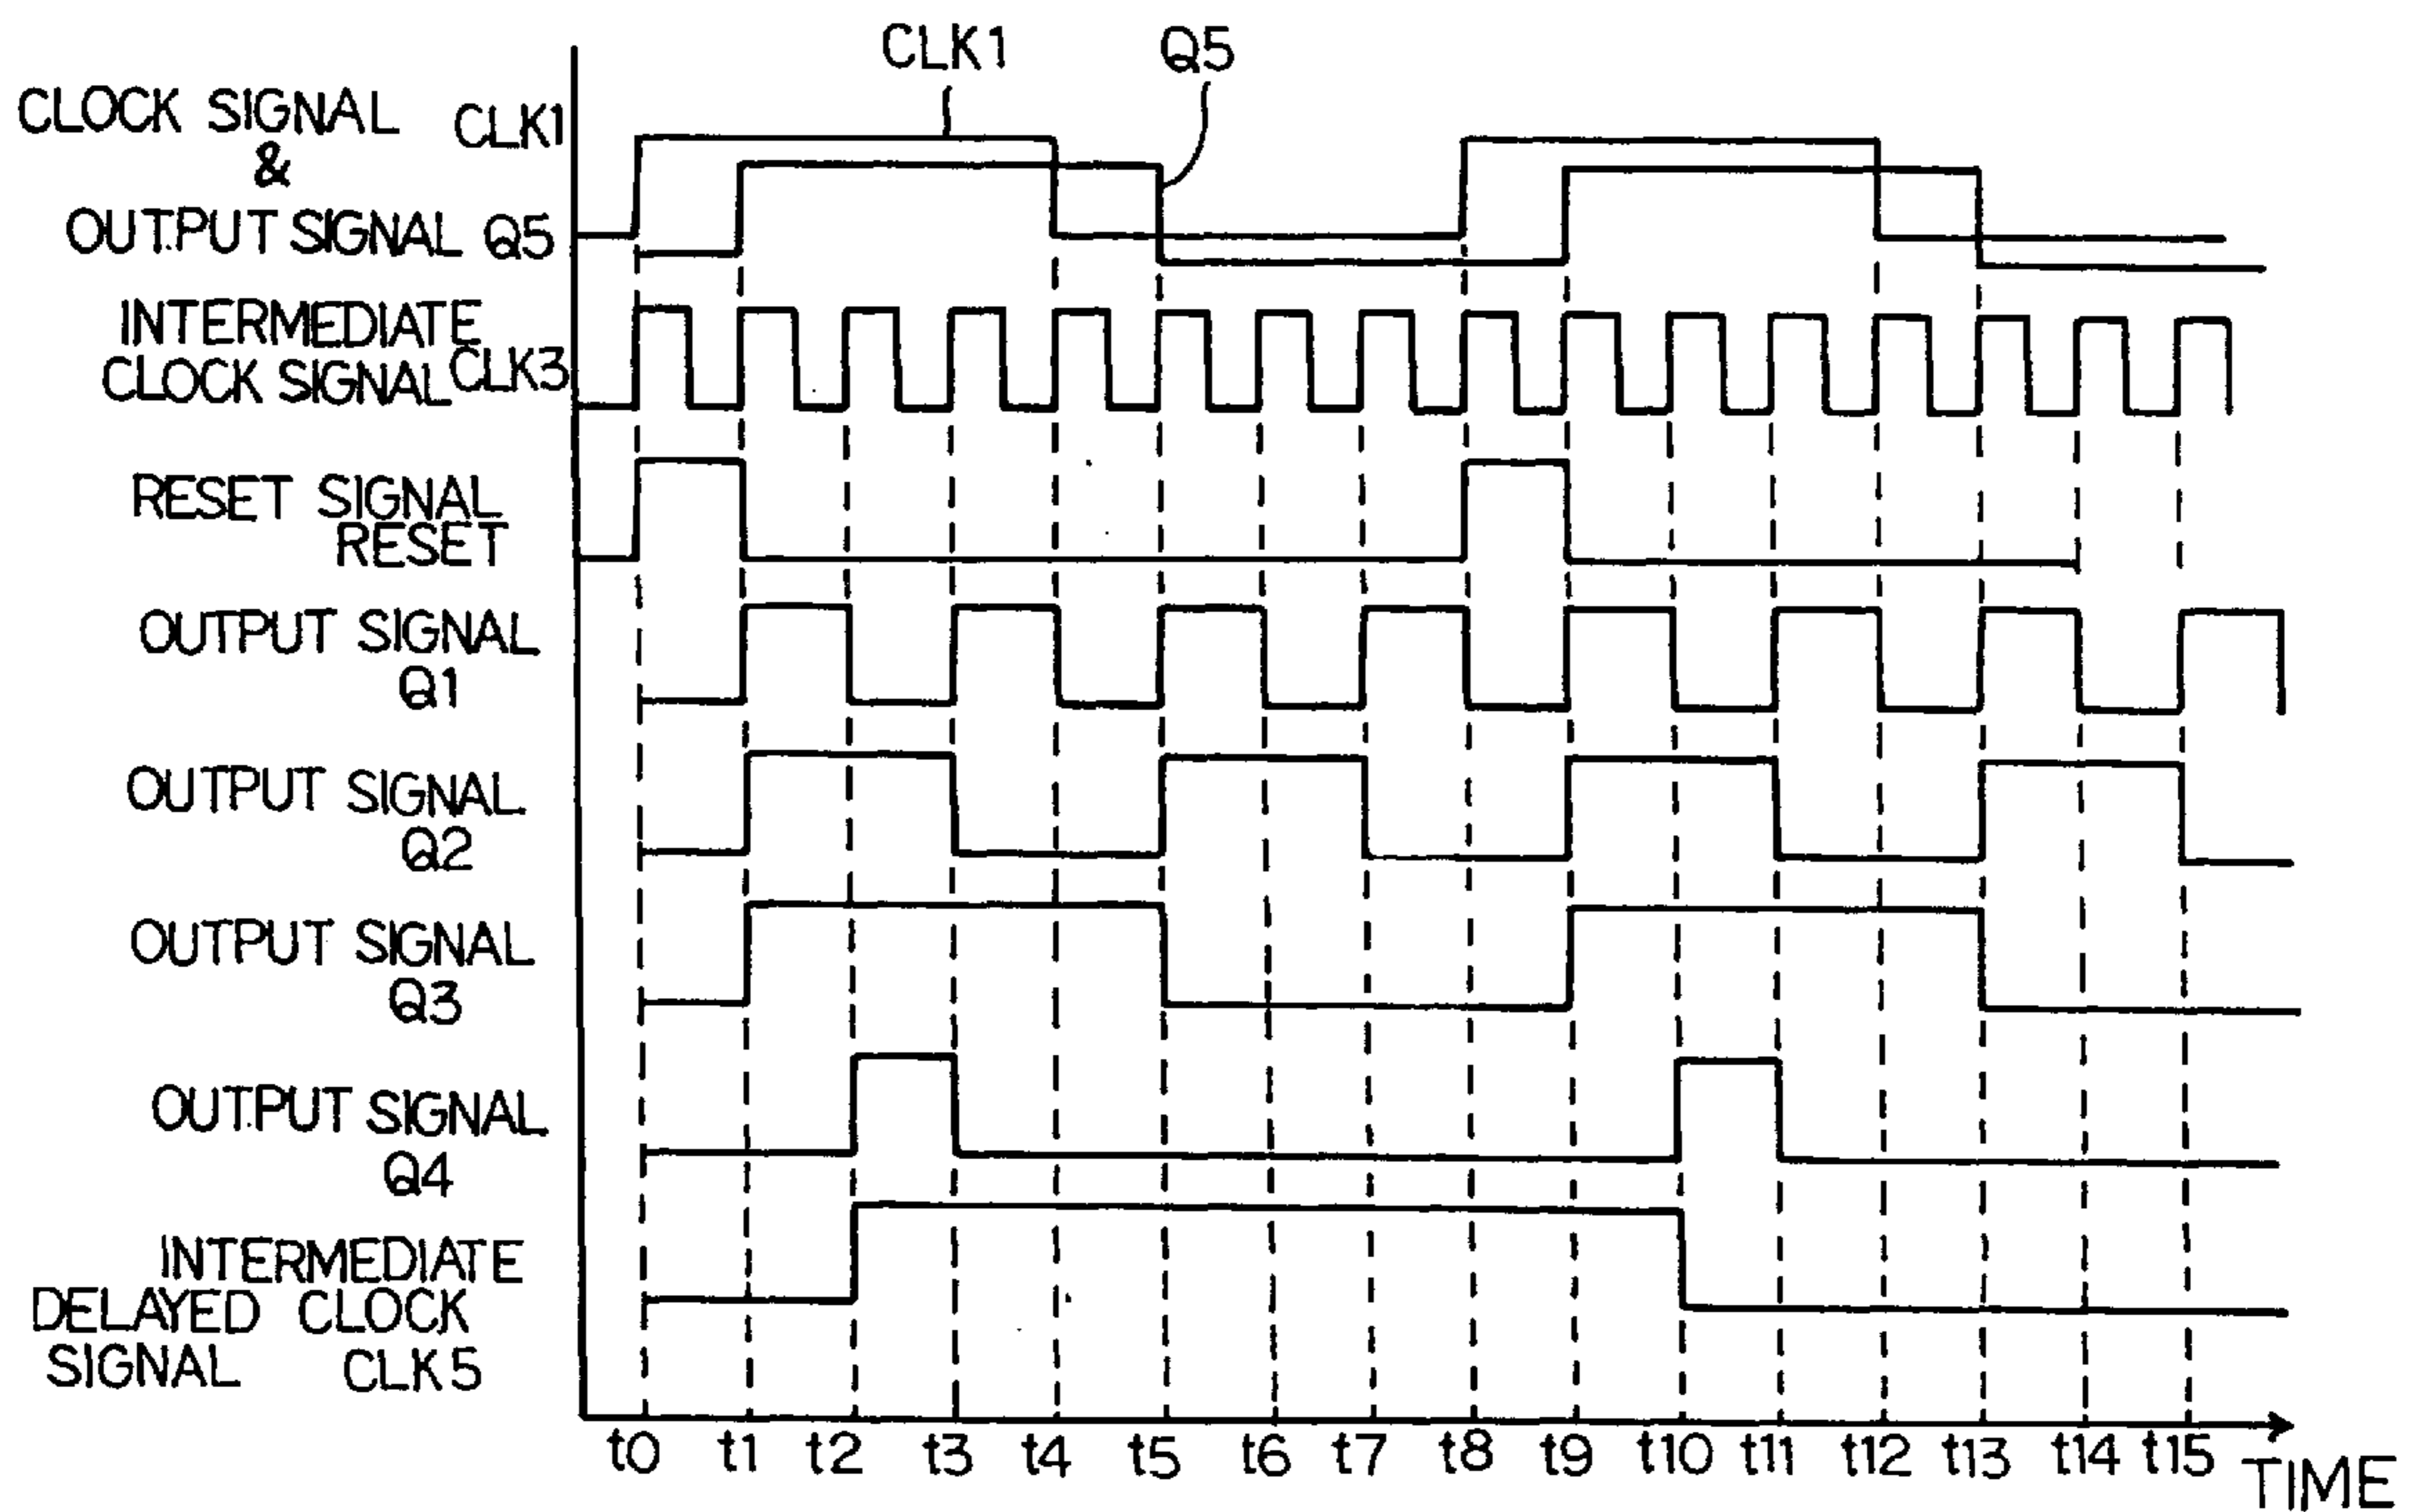 CLK1 Q5
CLOCK SIGNAL CLK1
&
OUTPUT SIGNAL Q5
INTERMEDIATE
CLOCK SIGNAL CLK3
RESET SIGNAL
RESET
OUTPUT SIGNAL
Q1
OUTPUT SIGNAL
Q2
OUTPUT SIGNAL
Q3
OUTPUT SIGNAL
Q4
INTERMEDIATE
DELAYED CLOCK
SIGNAL CLK5
t0 t1 t2 t3 t4 t5 t6 t7 t8 t9 t10 t11 t12 t13 t14 t15
TIME